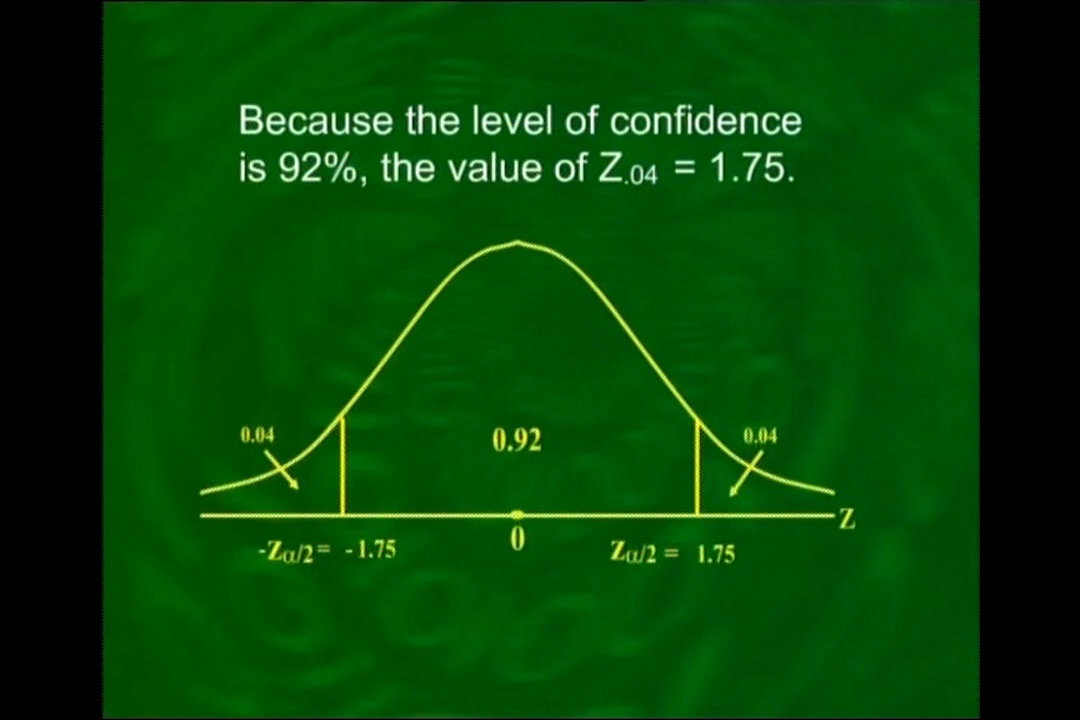 Because the level of confidence
is 92%, the value of Z.04 = 1.75.
0.04
0.92
0.04
Z
-Zα/2 = -1.75
0
Zα/2 = 1.75